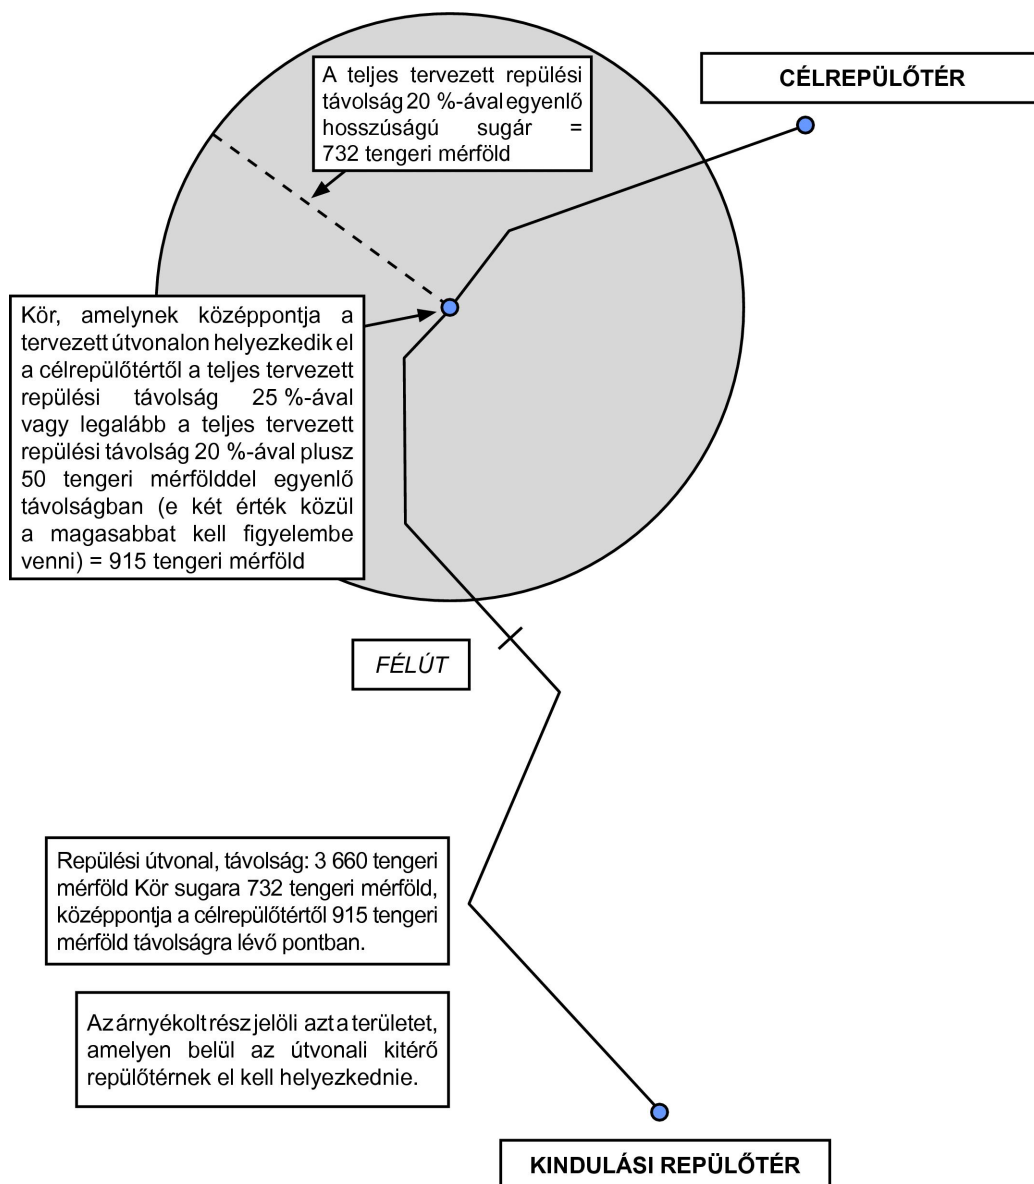 A teljes tervezett repülési
távolság 20 %-ával egyenlő
hosszúságú sugár =
732 tengeri mérföld
CÉLREPÜLŐTÉR
Kör, amelynek középpontja a
tervezett útvonalon helyezkedik el
a célrepülőtértől a teljes tervezett
repülési távolság 25 %-ával
vagy legalább a teljes tervezett
repülési távolság 20 %-ával plusz
50 tengeri mérfölddel egyenlő
távolságban (e két érték közül
a magasabbat kell figyelembe
venni) = 915 tengeri mérföld
FÉLÚT
Repülési útvonal, távolság: 3 660 tengeri
mérföld Kör sugara 732 tengeri mérföld,
középpontja a célrepülőtértől 915 tengeri
mérföld távolságra lévő pontban.
Az árnyékolt rész jelöli azt a területet,
amelyen belül az útvonali kitérő
repülőtérnek el kell helyezkednie.
KINDULÁSI REPÜLŐTÉR